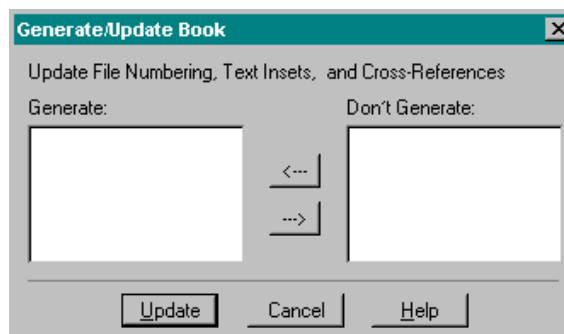 Generate/Update Book
Update File Numbering, Text Insets,  and Cross-References
Generate:
Don't Generate:
<---
--->
Update
Cancel
Help